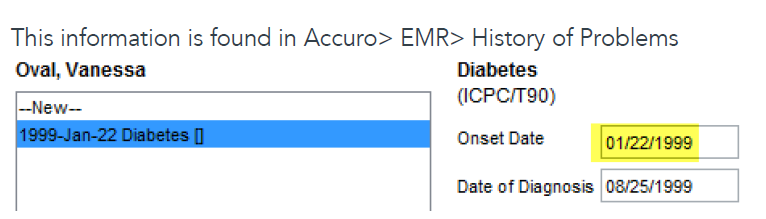 This information is found in Accuro> EMR> History of Problems
Oval, Vanessa
--New--
1999-Jan-22 Diabetes []
Diabetes
(ICPC/T90)
Onset Date 01/22/1999
Date of Diagnosis 08/25/1999